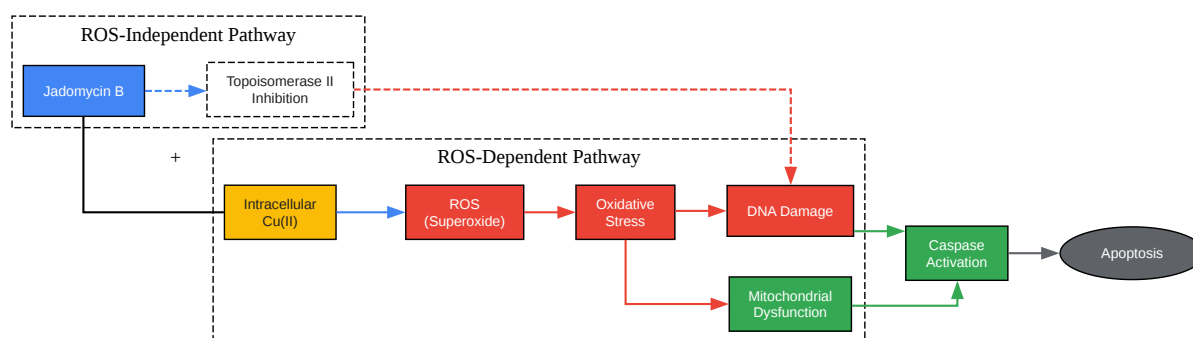 ROS-Independent Pathway
Jadomycin B
Topoisomerase II
Inhibition
+
ROS-Dependent Pathway
Intracellular
Cu(II)
ROS
(Superoxide)
Oxidative
Stress
DNA Damage
Caspase
Activation
Apoptosis
Mitochondrial
Dysfunction